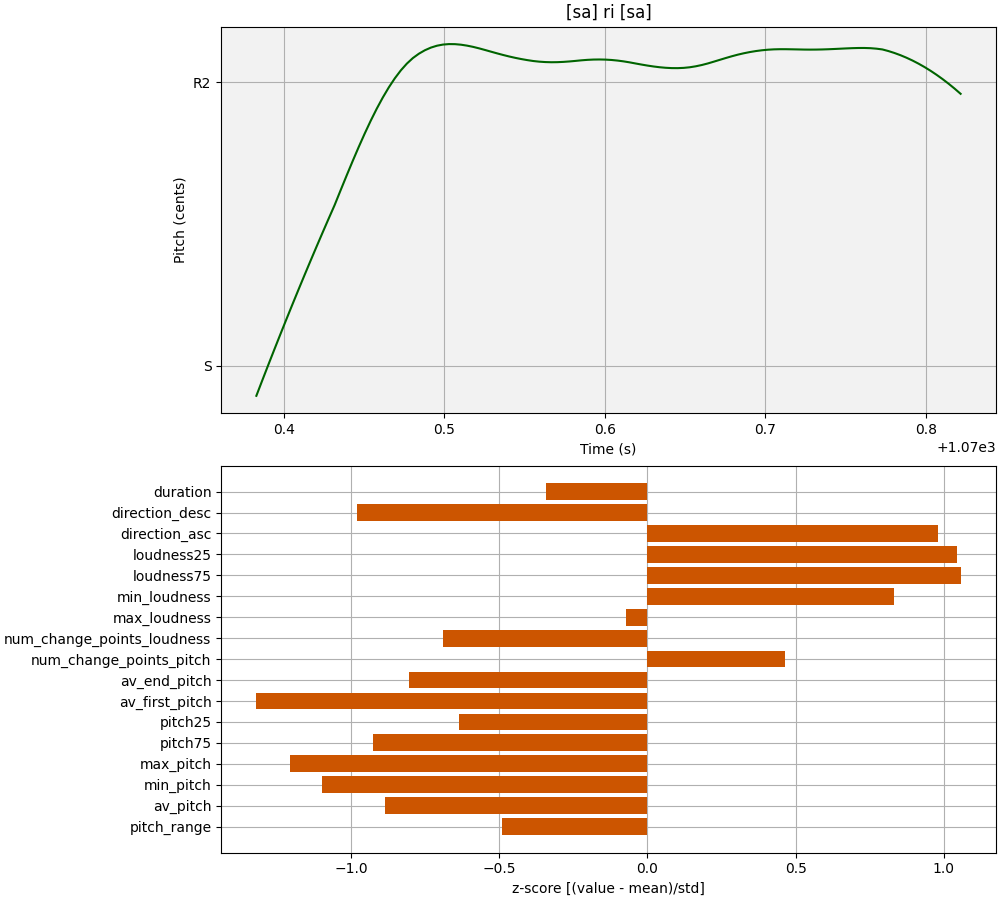 [sa] ri [sa]
R2
S
Pitch (cents)
0.4 0.5 0.6 0.7 0.8
Time (s)
+1.07e3
duration
direction_desc
direction_asc
loudness25
loudness75
min_loudness
max_loudness
num_change_points_loudness
num_change_points_pitch
av_end_pitch
av_first_pitch
pitch25
pitch75
max_pitch
min_pitch
av_pitch
pitch_range
−1.0 −0.5 0.0 0.5 1.0
z-score [(value - mean)/std]